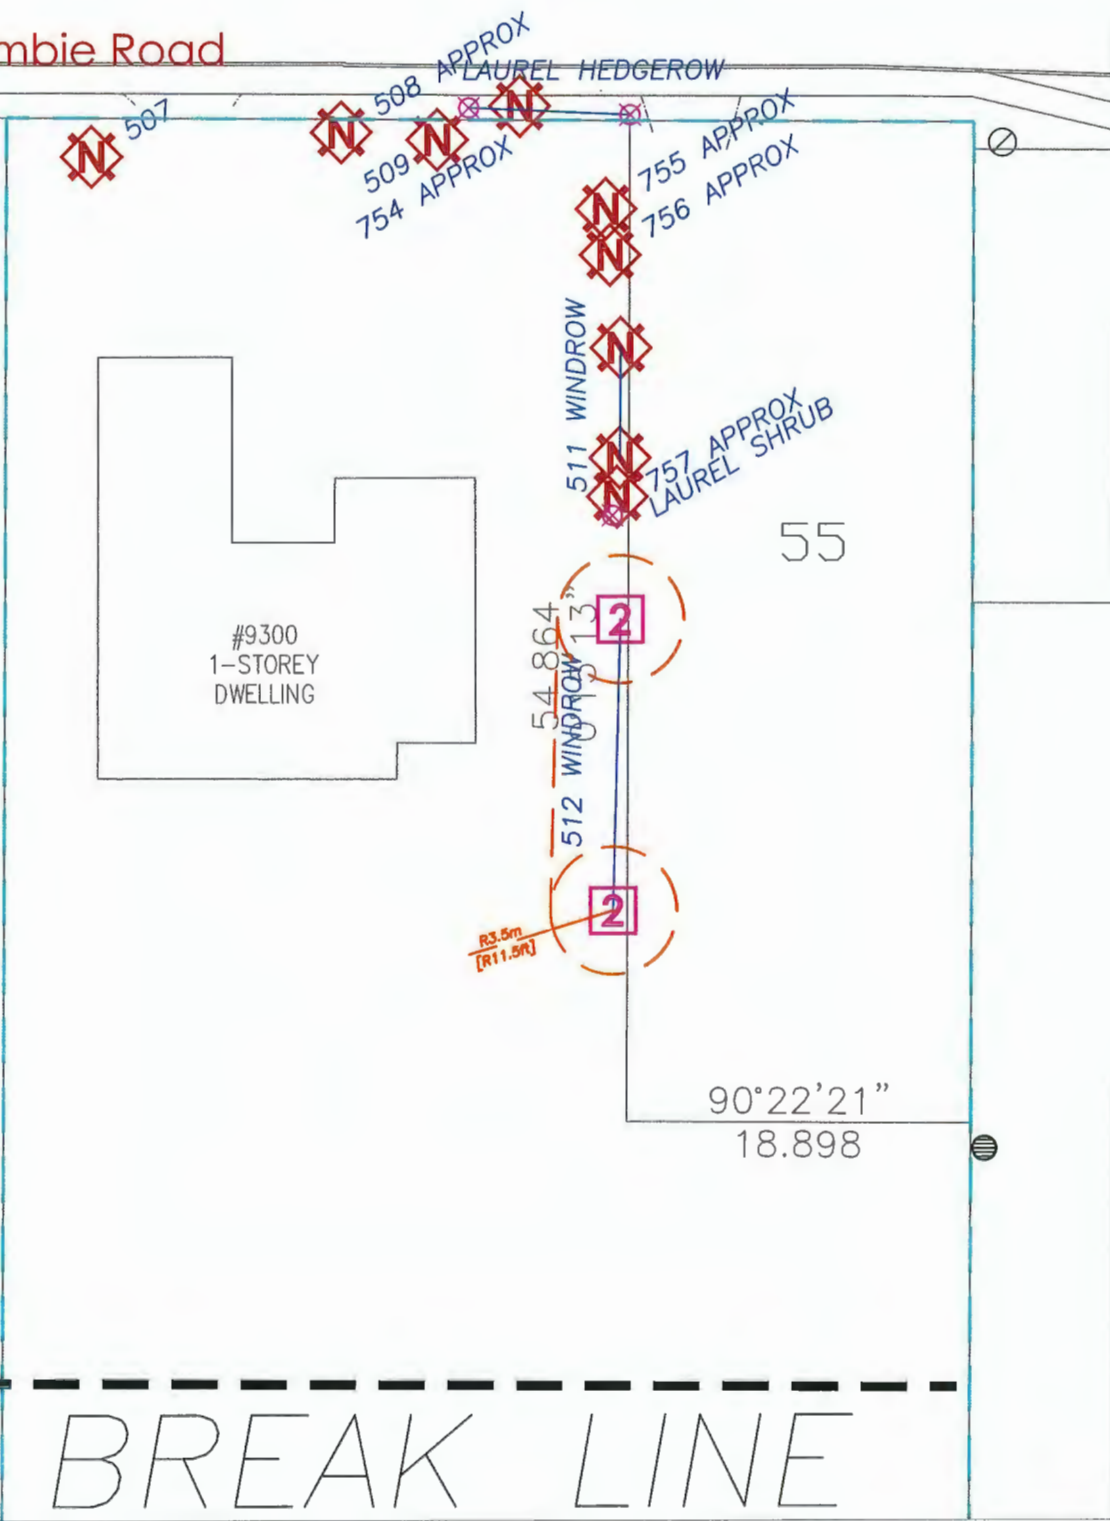 mbie Road
508 APPROX
LAUREL HEDGEROW
507
N
N
N
N
509
754 APPROX
755 APPROX
756 APPROX
N
N
511 WINDROW
N
N
N
757 APPROX
LAUREL SHRUB
55
2
54.864
512 WINDROW
#9300
1-STOREY
DWELLING
2
R3.5m
[R11.5ft]
90°22'21"
18.898
BREAK LINE